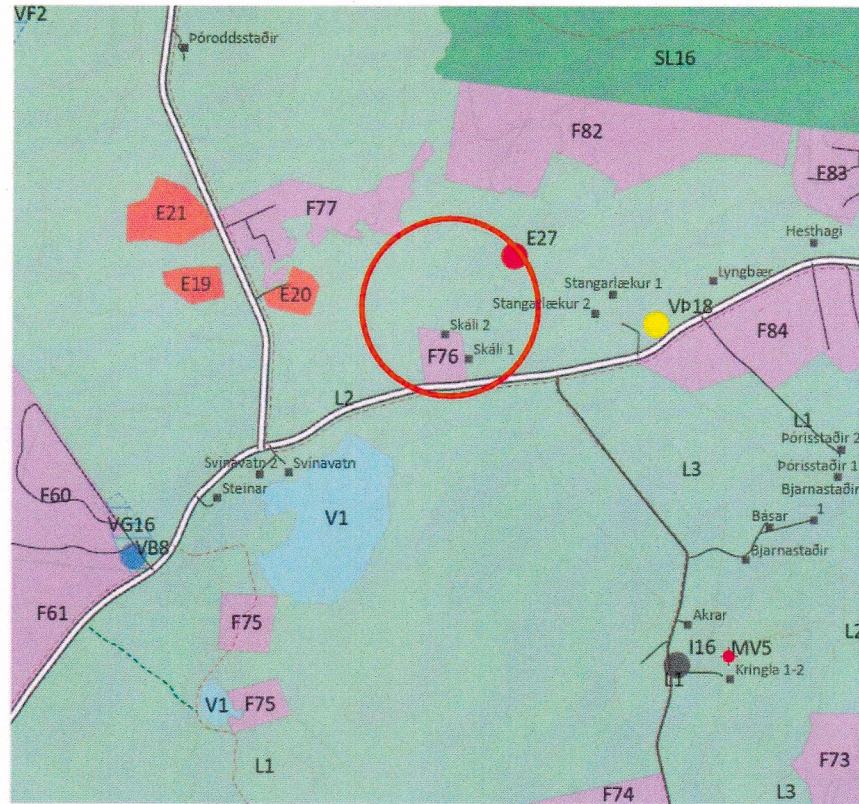 VF2
Þóroddsstaðir
SL16
F82
F83
E21
F77
E27
Hesthagi
E19
E20
Stangarlækur 1
Lyngbær
Stangarlækur 2
VÞ18
Skáli 2
F84
F76
Skáli 1
L2
L1
Þórisstaðir 2
Svínavatn 2
Svínavatn
L3
Þórisstaðir 1
Steinar
Bjarnastaðir
F60
V1
1
VG16
Básar
VB8
Bjarnastaðir
F61
F75
Akrar
L2
I16
MV5
L1
Kringla 1-2
V1
F75
L1
F73
L3
F74